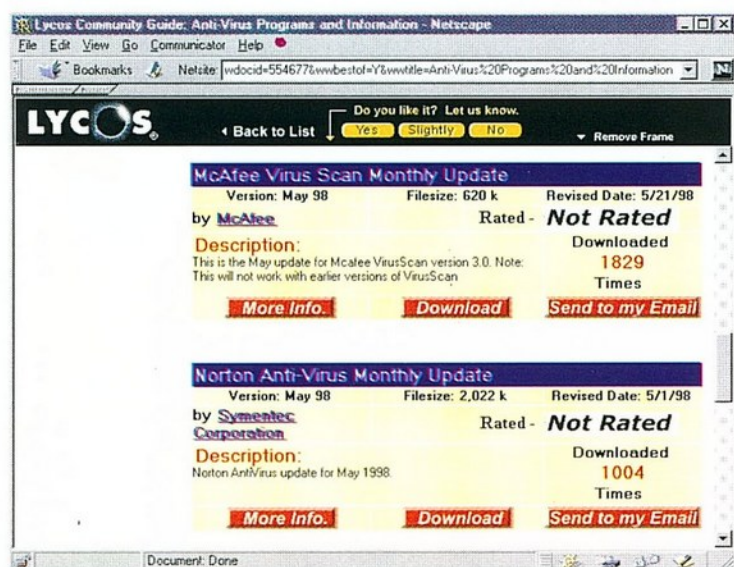 Lycos Community Guide: Anti-Virus Programs and Information - Netscape
File Edit View Go Communicator Help
Bookmarks Netsite: wdocid=554677&wwbestof=Y&wwtitle=Anti-Virus%20Programs%20and%20Information
LYCOS®
Do you like it? Let us know.
Back to List Yes Slightly No Remove Frame
McAfee Virus Scan Monthly Update
Version: May 98 Filesize: 620 k Revised Date: 5/21/98
by McAfee Rated - Not Rated
Description: Downloaded
This is the May update for Mcafee VirusScan version 3.0. Note: 1829
This will not work with earlier versions of VirusScan Times
More Info. Download Send to my Email
Norton Anti-Virus Monthly Update
Version: May 98 Filesize: 2,022 k Revised Date: 5/1/98
by Symentec Rated - Not Rated
Corporation
Description: Downloaded
Norton AntiVirus update for May 1998. 1004
Times
More Info. Download Send to my Email
Document: Done